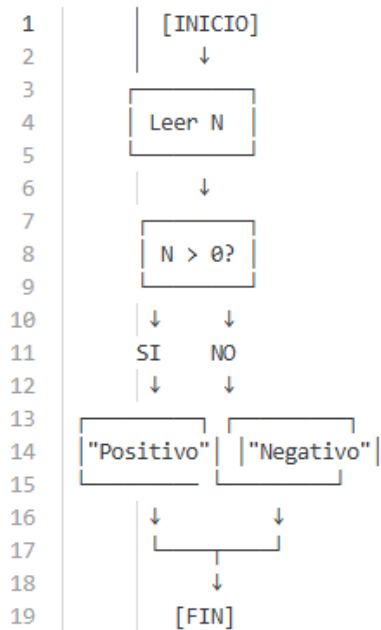 1 [INICIO]
2 ↓
3
4 Leer N
5
6 ↓
7
8 N > 0?
9
10 ↓ ↓
11 SI NO
12 ↓ ↓
13
14 "Positivo" "Negativo"
15
16 ↓ ↓
17
18 ↓
19 [FIN]